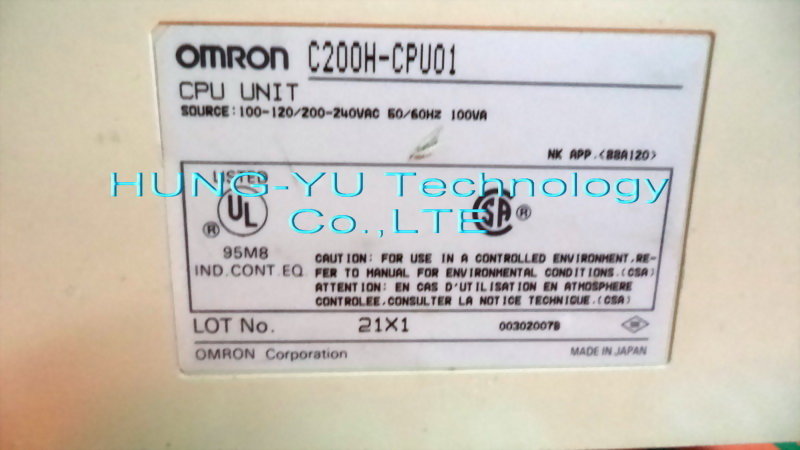 OMRON C200H-CPU01
CPU UNIT
SOURCE:100-120/200-240VAC 50/60HZ 100VA
NK APP.<88A120>
LISTED
UL
®
SA
®
HUNG-YU Technology
Co.,LTE
95M8
IND.CONT.EQ
CAUTION: FOR USE IN A CONTROLLED ENVIRONMENT.RE-
FER TO MANUAL FOR ENVIRONMENTAL CONDITIONS.(CSA)
ATTENTION: EN CAS D'UTILISATION EN ATMOSPHERE
CONTROLEE,CONSULTER LA NOTICE TECHNIQUE.(CSA)
LOT No. 21X1 003020078
OMRON Corporation MADE IN JAPAN